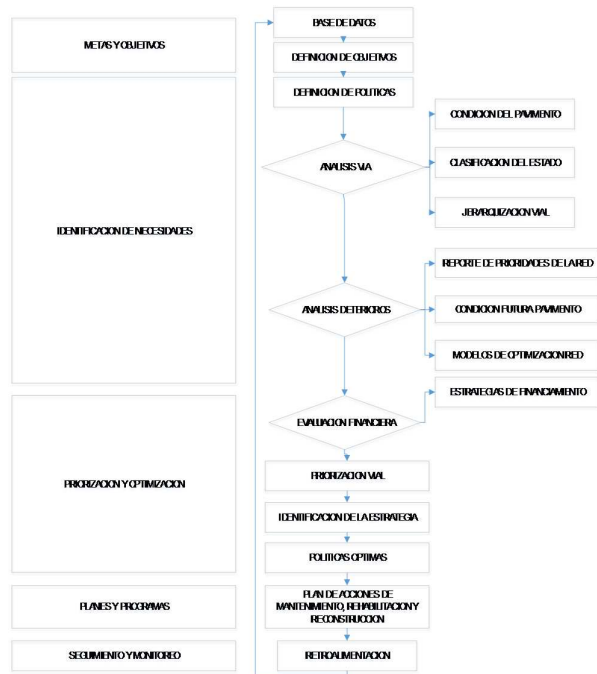 METAS Y OBJETIVOS
IDENTIFICACION DE NECESIDADES
PRIORIZACION Y OPTIMIZACION
PLANES Y PROGRAMAS
SEGUIMIENTO Y MONITOREO
BASE DE DATOS
DEFINICION DE OBJETIVOS
DEFINICION DE POLITICAS
ANALISIS VIA
CONDICION DEL PAVIMENTO
CLASIFICACION DEL ESTADO
JERARQUIZACION VIAL
ANALISIS DETERIOROS
REPORTE DE PRIORIDADES DE LA RED
CONDICION FUTURA PAVIMENTO
MODELOS DE OPTIMIZACION RED
EVALUACION FINANCIERA
ESTRATEGIAS DE FINANCIAMIENTO
PRIORIZACION VIAL
IDENTIFICACION DE LA ESTRATEGIA
POLITICAS OPTIMAS
PLAN DE ACCIONES DE
MANTENIMIENTO, REHABILITACION Y
RECONSTRUCCION
RETROALIMENTACION